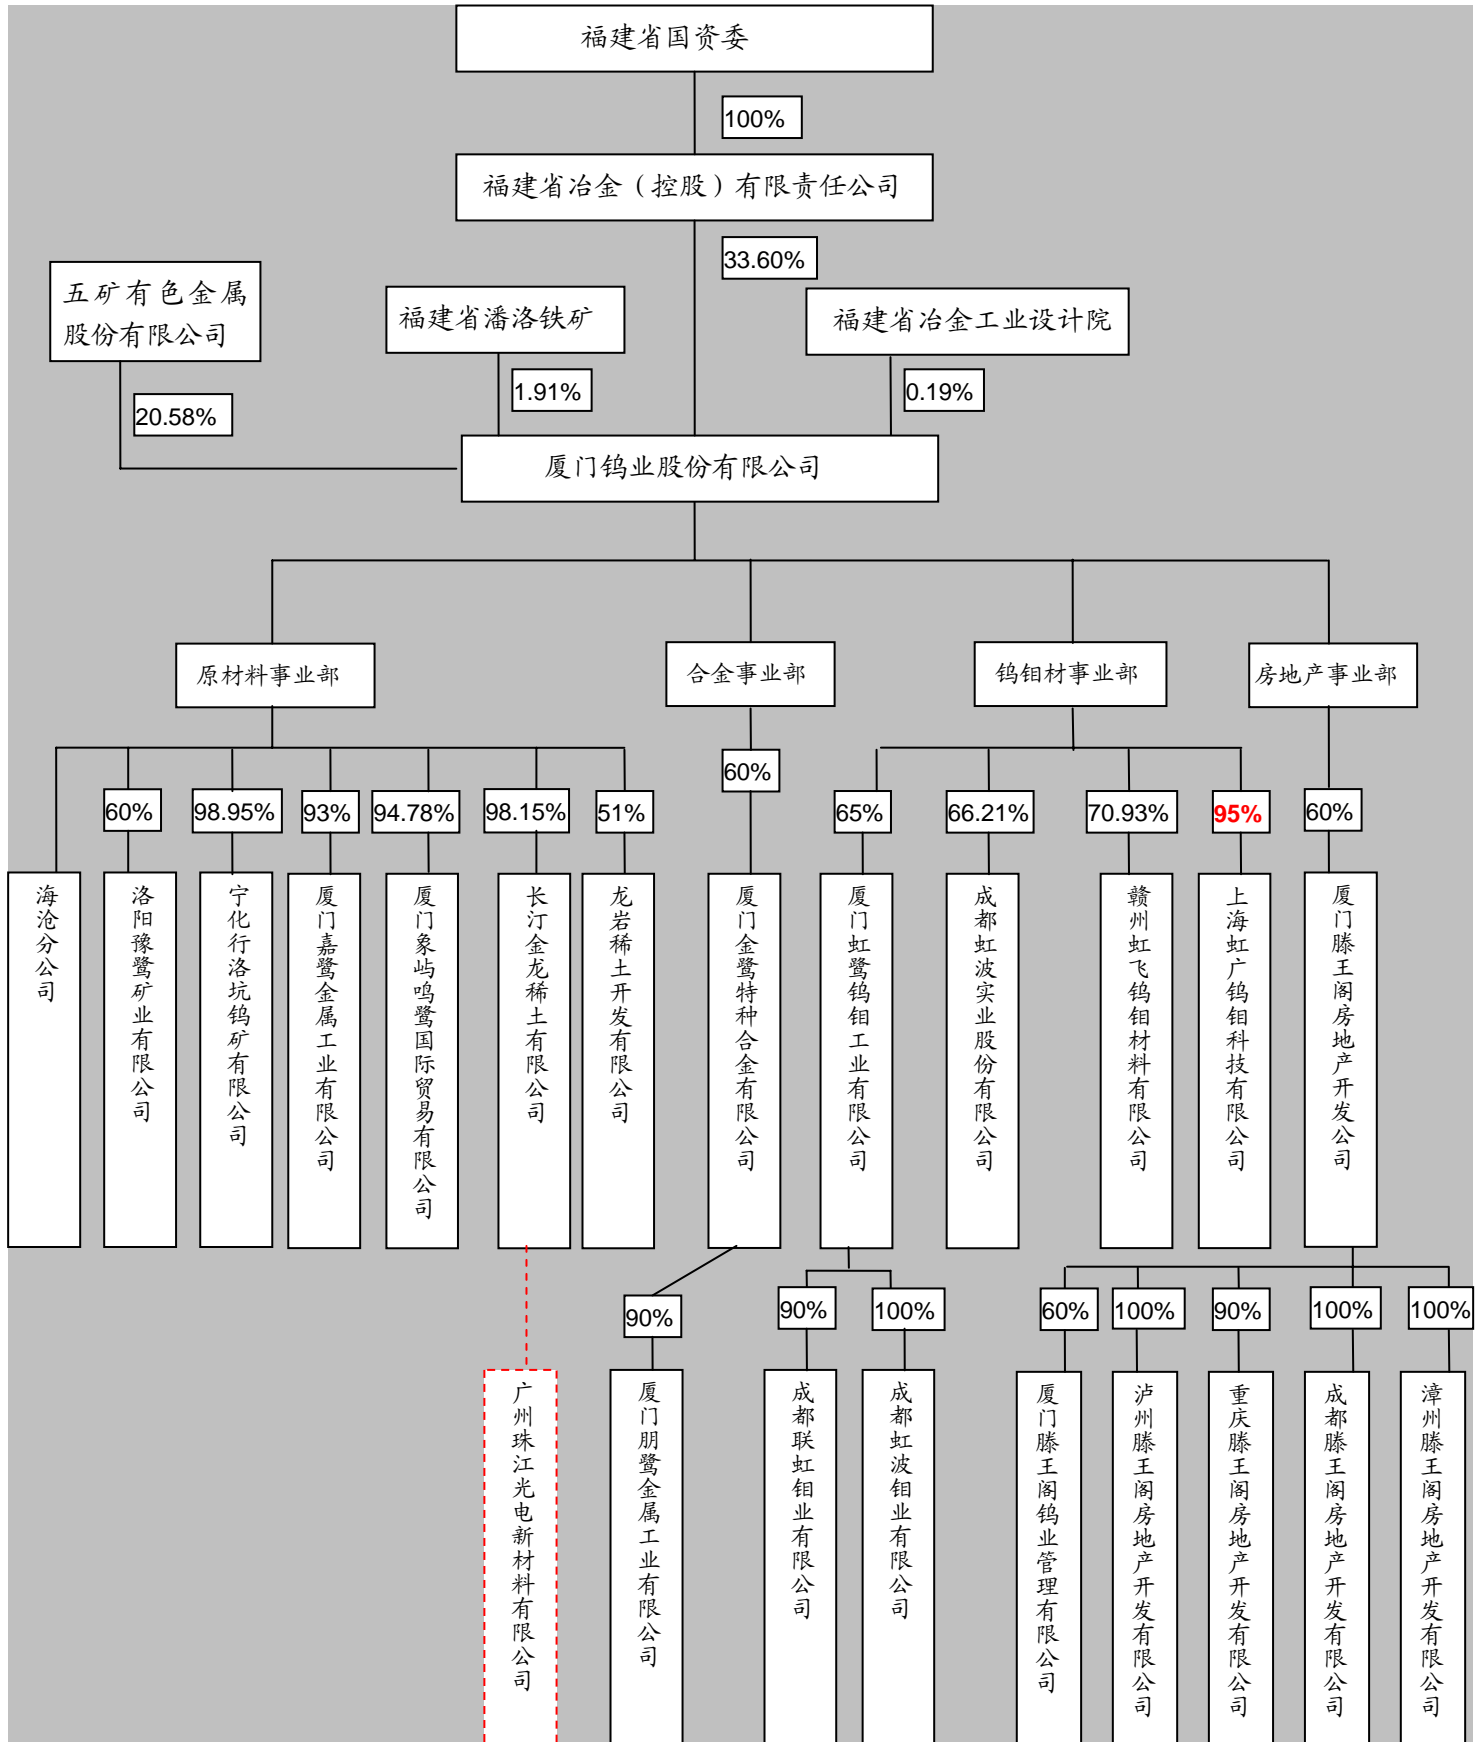 福建省国资委
100%
福建省冶金（控股）有限责任公司
33.60%
五矿有色金属
股份有限公司
福建省潘洛铁矿
福建省冶金工业设计院
20.58%
1.91%
0.19%
厦门钨业股份有限公司
原材料事业部
合金事业部
钨钼材事业部
房地产事业部
60%
98.95%
93%
94.78%
98.15%
51%
60%
65%
66.21%
70.93%
95%
60%
海沧分公司
洛阳豫鹭矿业有限公司
宁化行洛坑钨矿有限公司
厦门嘉鹭金属工业有限公司
厦门象屿鸣鹭国际贸易有限公司
长汀金龙稀土有限公司
龙岩稀土开发有限公司
厦门金鹭特种合金有限公司
厦门虹鹭钨钼工业有限公司
成都虹波实业股份有限公司
赣州虹飞钨钼材料有限公司
上海虹广钨钼科技有限公司
厦门滕王阁房地产开发公司
90%
90%
100%
60%
100%
90%
100%
100%
广州珠江光电新材料有限公司
厦门朋鹭金属工业有限公司
成都联虹钼业有限公司
成都虹波钼业有限公司
厦门滕王阁钨业管理有限公司
泸州滕王阁房地产开发有限公司
重庆滕王阁房地产开发有限公司
成都滕王阁房地产开发有限公司
漳州滕王阁房地产开发有限公司